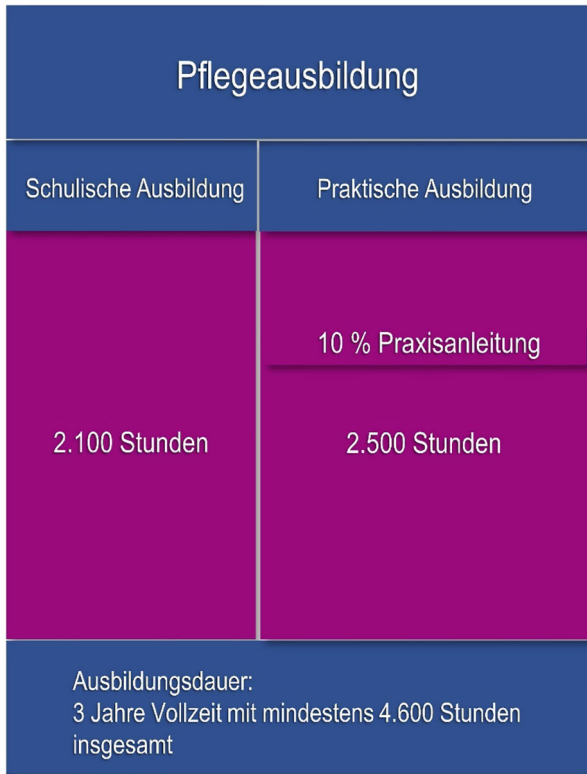 Pflegeausbildung
Schulische Ausbildung
Praktische Ausbildung
10 % Praxisanleitung
2.100 Stunden
2.500 Stunden
Ausbildungsdauer:
3 Jahre Vollzeit mit mindestens 4.600 Stunden
insgesamt